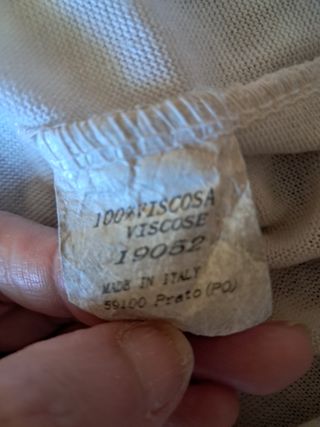 100%VISCOSA
VISCOSE
19052
MADE IN ITALY
59100 Prato(PO)